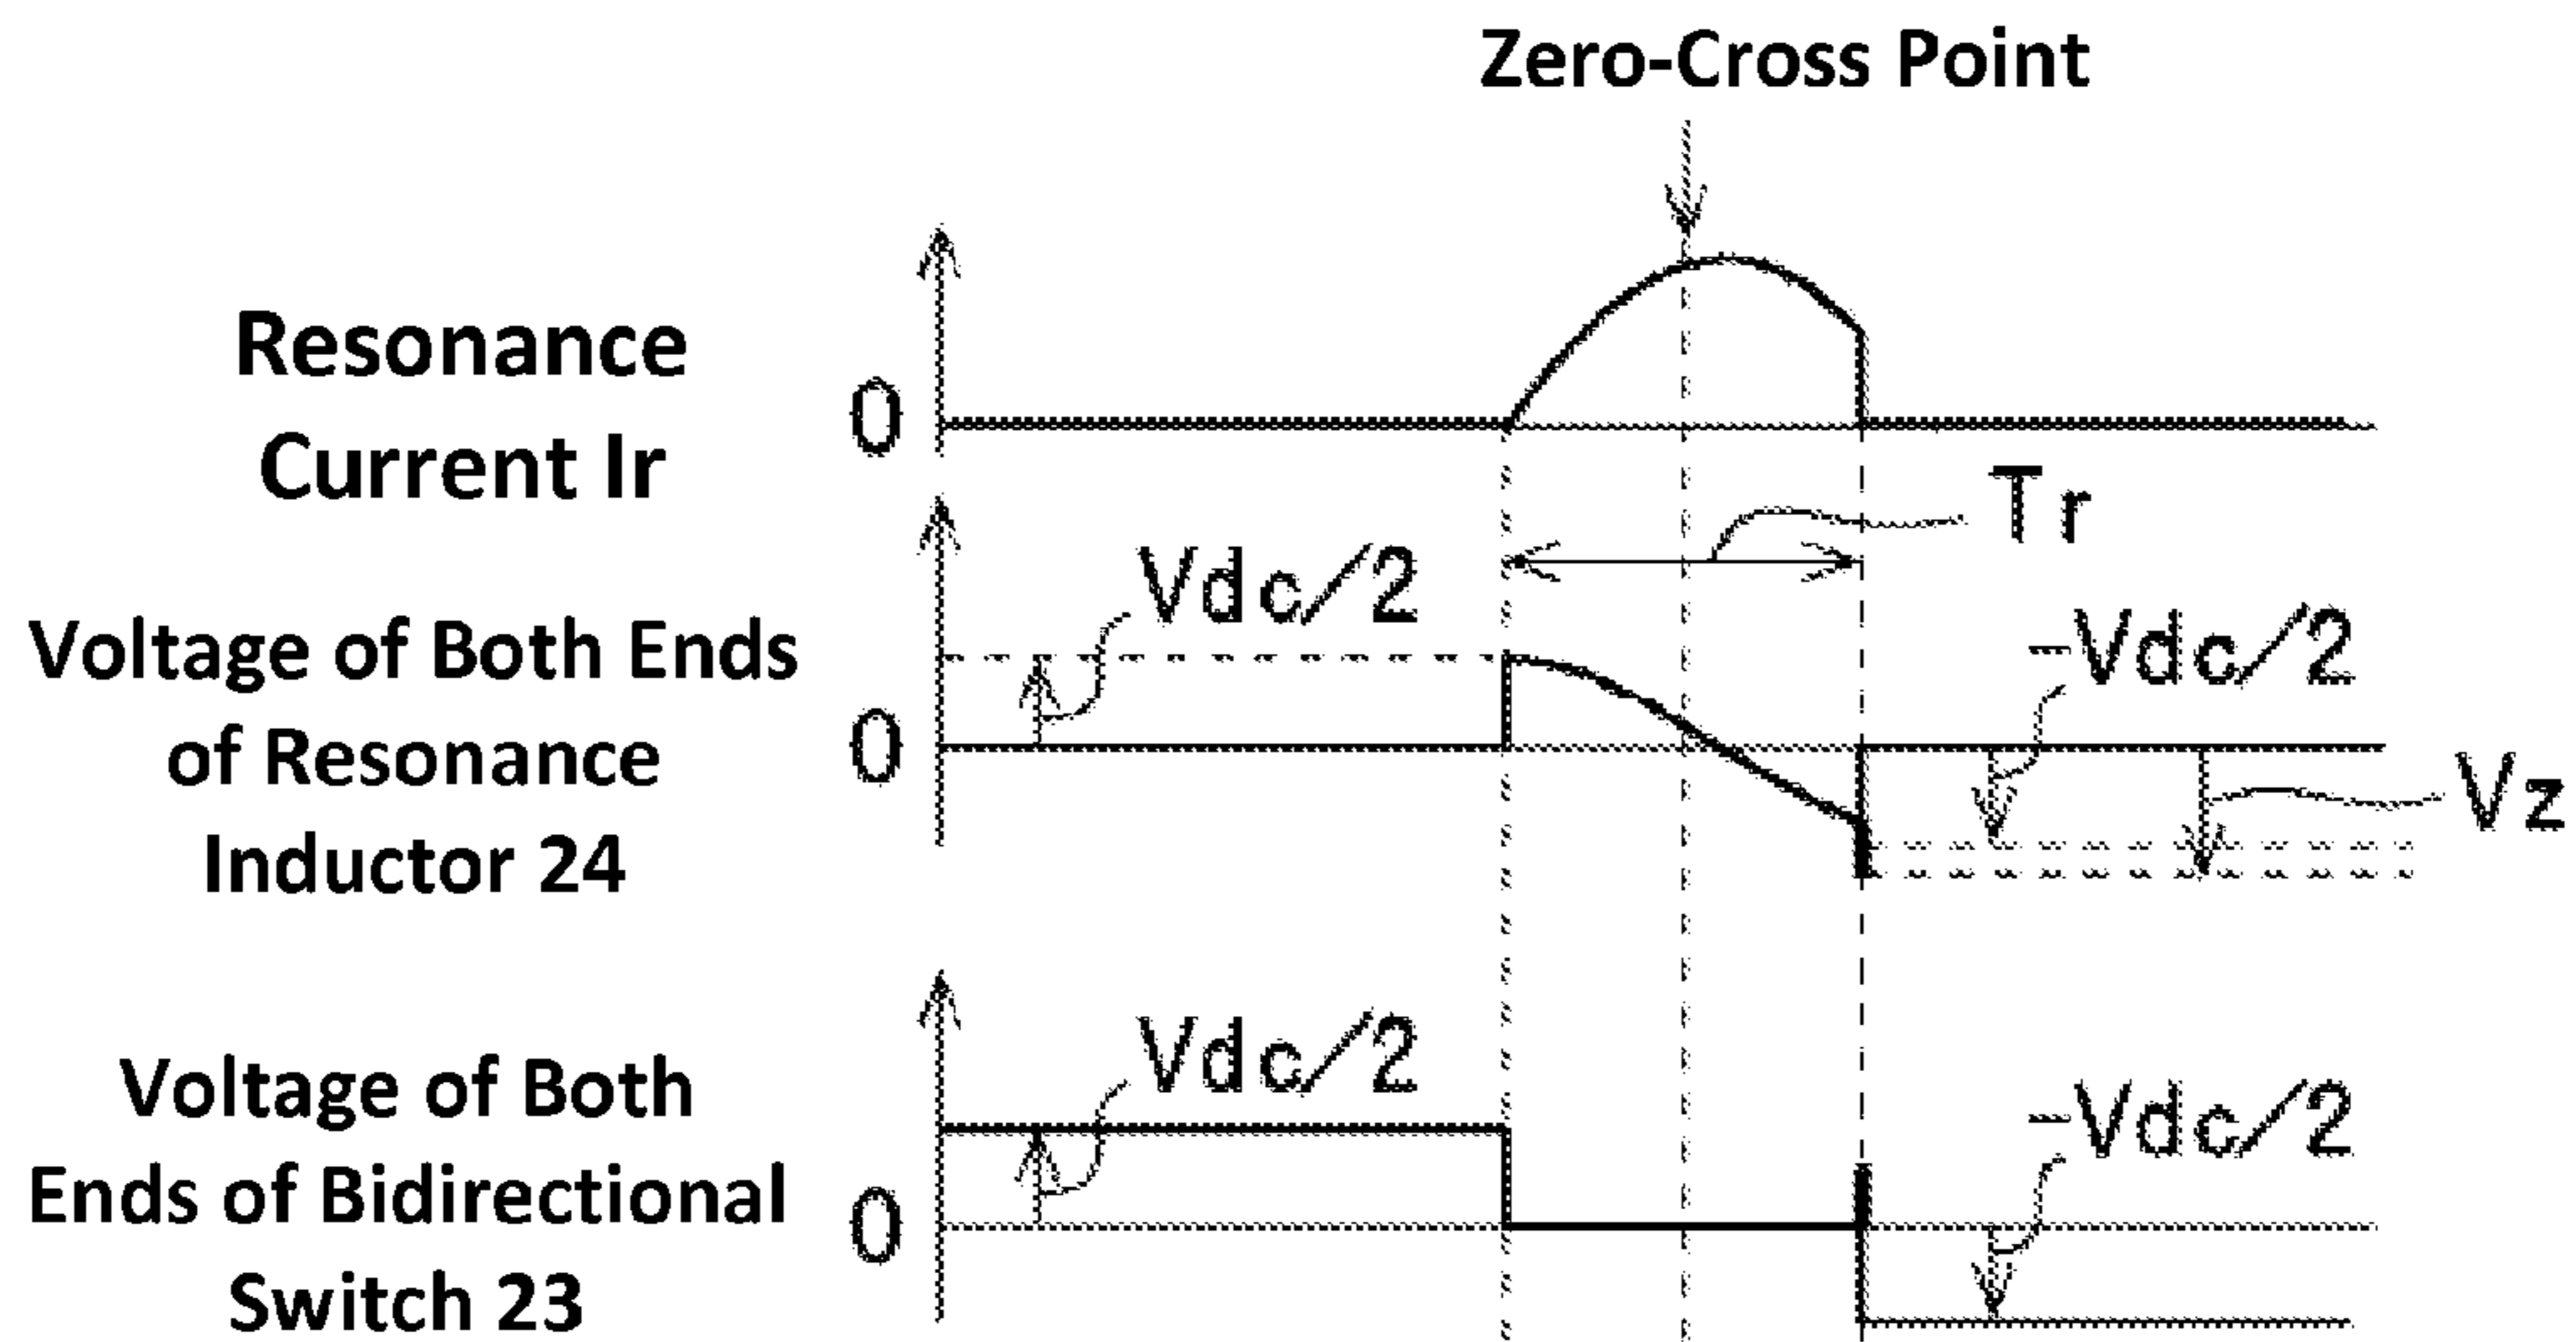 Zero-Cross Point
Resonance
Current Ir
0
Tr
Vdc/2
-Vdc/2
Voltage of Both Ends
of Resonance
Inductor 24
0
Vz
Vdc/2
-Vdc/2
Voltage of Both
Ends of Bidirectional
Switch 23
0